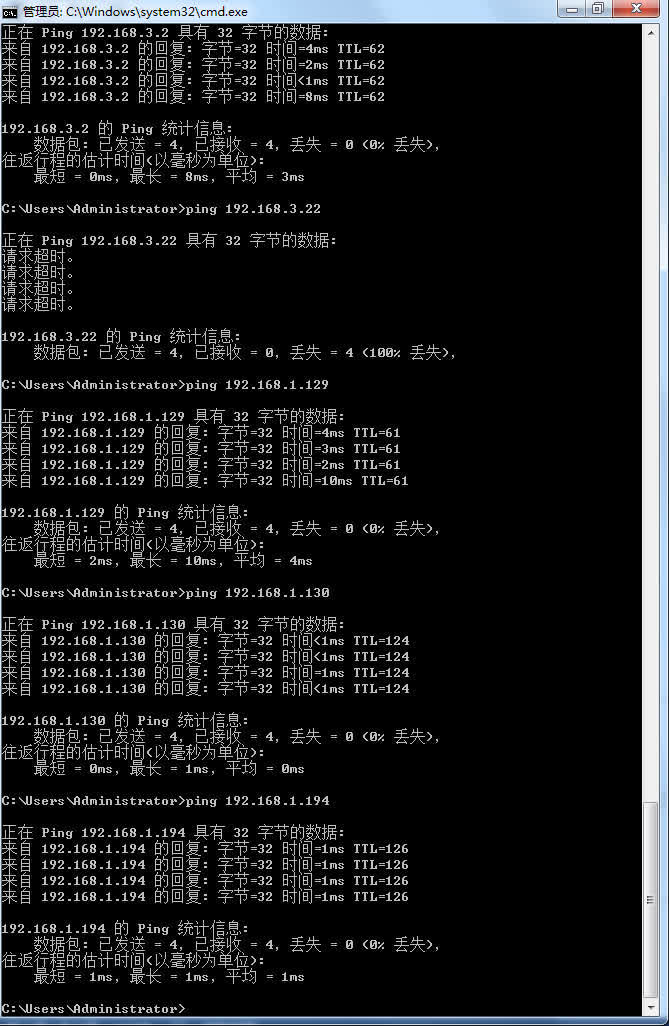 管理员: C:\Windows\system32\cmd.exe
正在 Ping 192.168.3.2 具有 32 字节的数据:
来自 192.168.3.2 的回复: 字节=32 时间=4ms TTL=62
来自 192.168.3.2 的回复: 字节=32 时间=2ms TTL=62
来自 192.168.3.2 的回复: 字节=32 时间<1ms TTL=62
来自 192.168.3.2 的回复: 字节=32 时间=8ms TTL=62
192.168.3.2 的 Ping 统计信息:
数据包: 已发送 = 4, 已接收 = 4, 丢失 = 0 (0% 丢失),
往返行程的估计时间(以毫秒为单位):
最短 = 0ms, 最长 = 8ms, 平均 = 3ms
C:\Users\Administrator>ping 192.168.3.22
正在 Ping 192.168.3.22 具有 32 字节的数据:
请求超时。
请求超时。
请求超时。
请求超时。
192.168.3.22 的 Ping 统计信息:
数据包: 已发送 = 4, 已接收 = 0, 丢失 = 4 (100% 丢失),
C:\Users\Administrator>ping 192.168.1.129
正在 Ping 192.168.1.129 具有 32 字节的数据:
来自 192.168.1.129 的回复: 字节=32 时间=4ms TTL=61
来自 192.168.1.129 的回复: 字节=32 时间=3ms TTL=61
来自 192.168.1.129 的回复: 字节=32 时间=2ms TTL=61
来自 192.168.1.129 的回复: 字节=32 时间=10ms TTL=61
192.168.1.129 的 Ping 统计信息:
数据包: 已发送 = 4, 已接收 = 4, 丢失 = 0 (0% 丢失),
往返行程的估计时间(以毫秒为单位):
最短 = 2ms, 最长 = 10ms, 平均 = 4ms
C:\Users\Administrator>ping 192.168.1.130
正在 Ping 192.168.1.130 具有 32 字节的数据:
来自 192.168.1.130 的回复: 字节=32 时间<1ms TTL=124
来自 192.168.1.130 的回复: 字节=32 时间<1ms TTL=124
来自 192.168.1.130 的回复: 字节=32 时间=1ms TTL=124
来自 192.168.1.130 的回复: 字节=32 时间<1ms TTL=124
192.168.1.130 的 Ping 统计信息:
数据包: 已发送 = 4, 已接收 = 4, 丢失 = 0 (0% 丢失),
往返行程的估计时间(以毫秒为单位):
最短 = 0ms, 最长 = 1ms, 平均 = 0ms
C:\Users\Administrator>ping 192.168.1.194
正在 Ping 192.168.1.194 具有 32 字节的数据:
来自 192.168.1.194 的回复: 字节=32 时间=1ms TTL=126
来自 192.168.1.194 的回复: 字节=32 时间=1ms TTL=126
来自 192.168.1.194 的回复: 字节=32 时间=1ms TTL=126
来自 192.168.1.194 的回复: 字节=32 时间=1ms TTL=126
192.168.1.194 的 Ping 统计信息:
数据包: 已发送 = 4, 已接收 = 4, 丢失 = 0 (0% 丢失),
往返行程的估计时间(以毫秒为单位):
最短 = 1ms, 最长 = 1ms, 平均 = 1ms
C:\Users\Administrator>